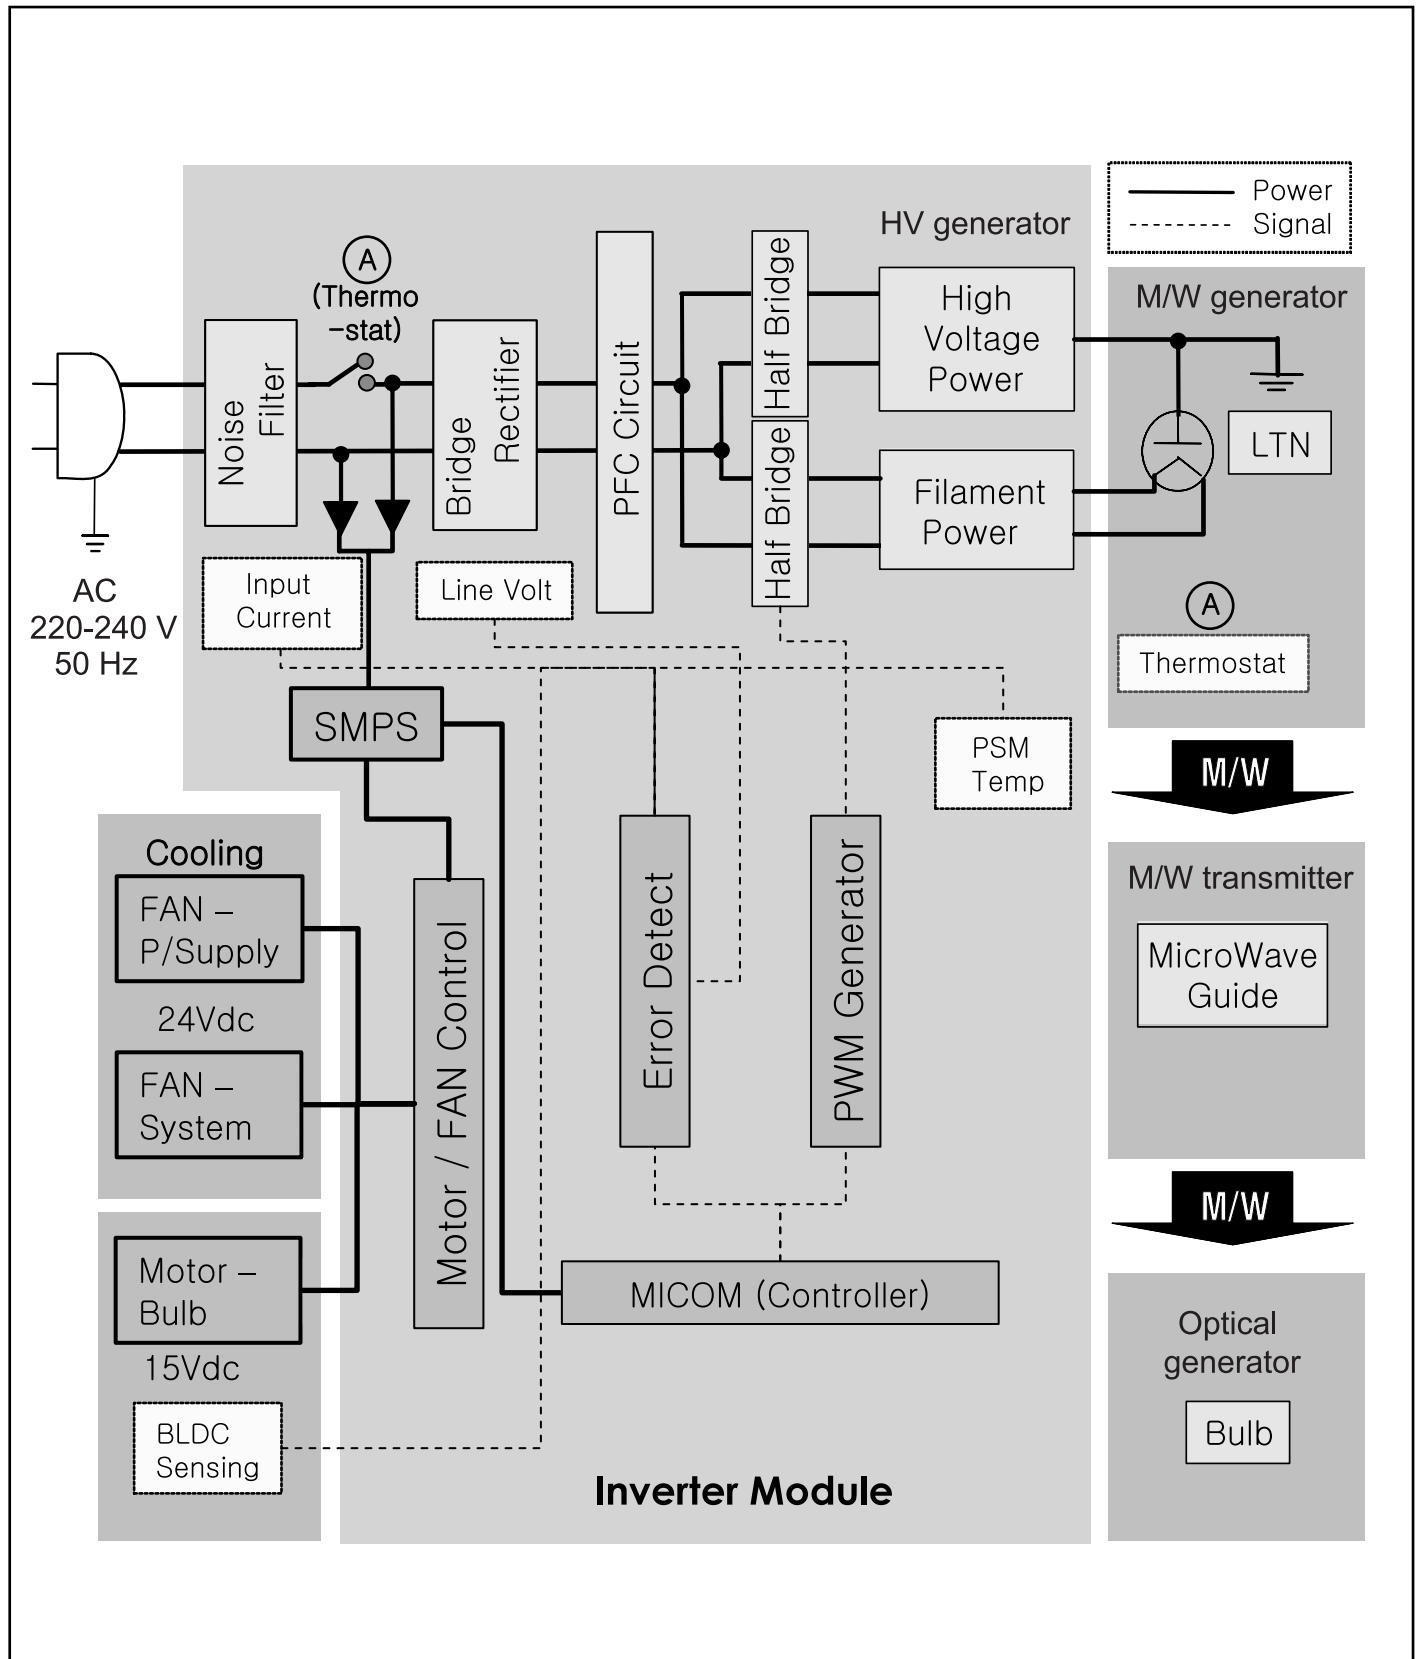 Power
Signal
HV generator
M/W generator
A
(Thermo
-stat)
Noise
Filter
Bridge
Rectifier
PFC Circuit
Half Bridge
Half Bridge
High
Voltage
Power
Filament
Power
LTN
AC
220-240 V
50 Hz
Input
Current
Line Volt
A
Thermostat
SMPS
PSM
Temp
M/W
Cooling
FAN –
P/Supply
24Vdc
FAN –
System
Motor / FAN Control
Error Detect
PWM Generator
M/W transmitter
MicroWave
Guide
M/W
Motor –
Bulb
15Vdc
BLDC
Sensing
MICOM (Controller)
Optical
generator
Bulb
Inverter Module